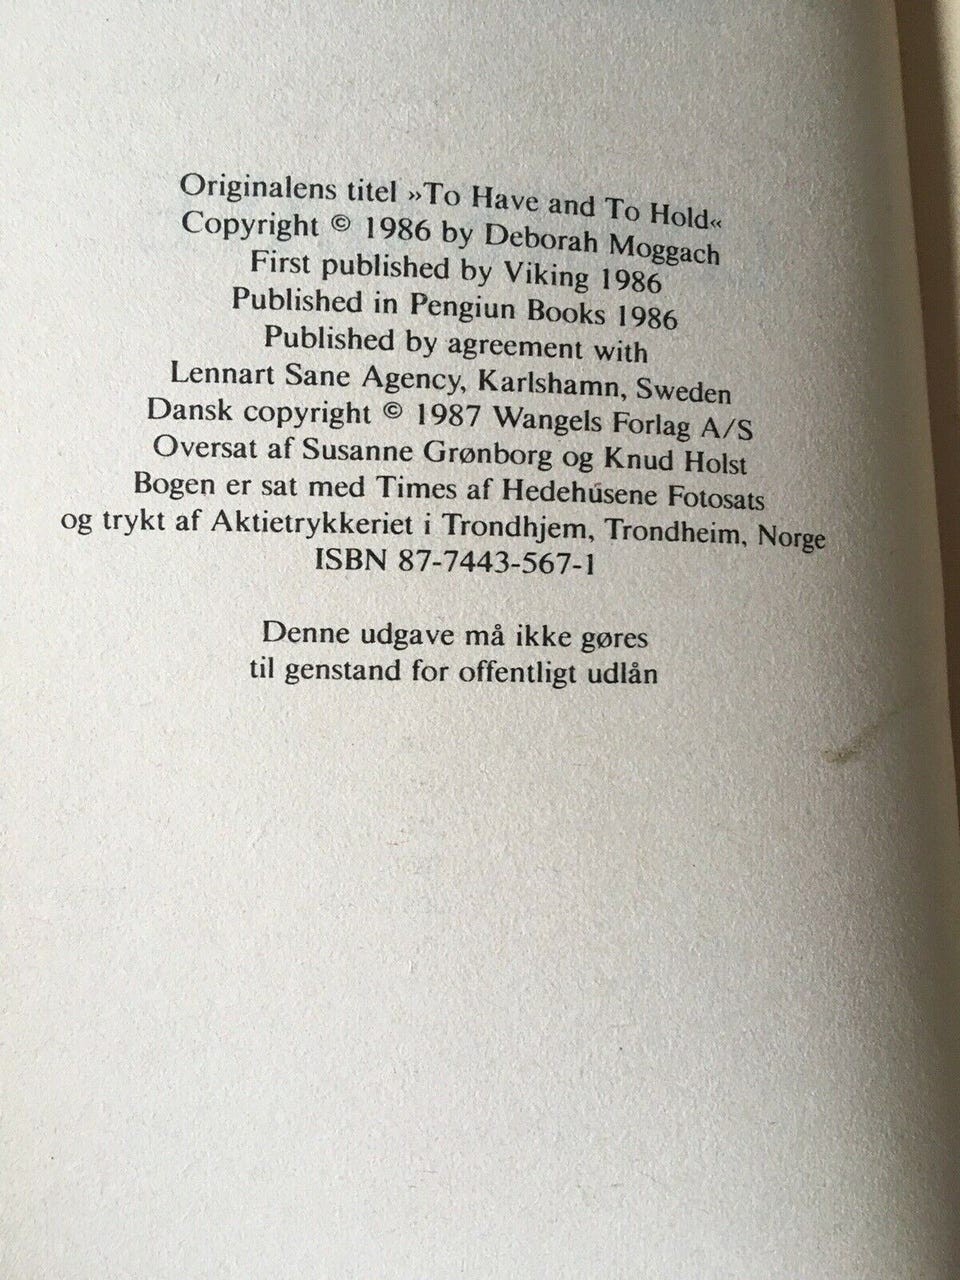 Originalens titel »To Have and To Hold«
Copyright © 1986 by Deborah Moggach
First published by Viking 1986
Published in Pengiun Books 1986
Published by agreement with
Lennart Sane Agency, Karlshamn, Sweden
Dansk copyright © 1987 Wangels Forlag A/S
Oversat af Susanne Grønborg og Knud Holst
Bogen er sat med Times af Hedehusene Fotosats
og trykt af Aktietrykkeriet i Trondhjem, Trondheim, Norge
ISBN 87-7443-567-1
Denne udgave må ikke gøres
til genstand for offentligt udlån